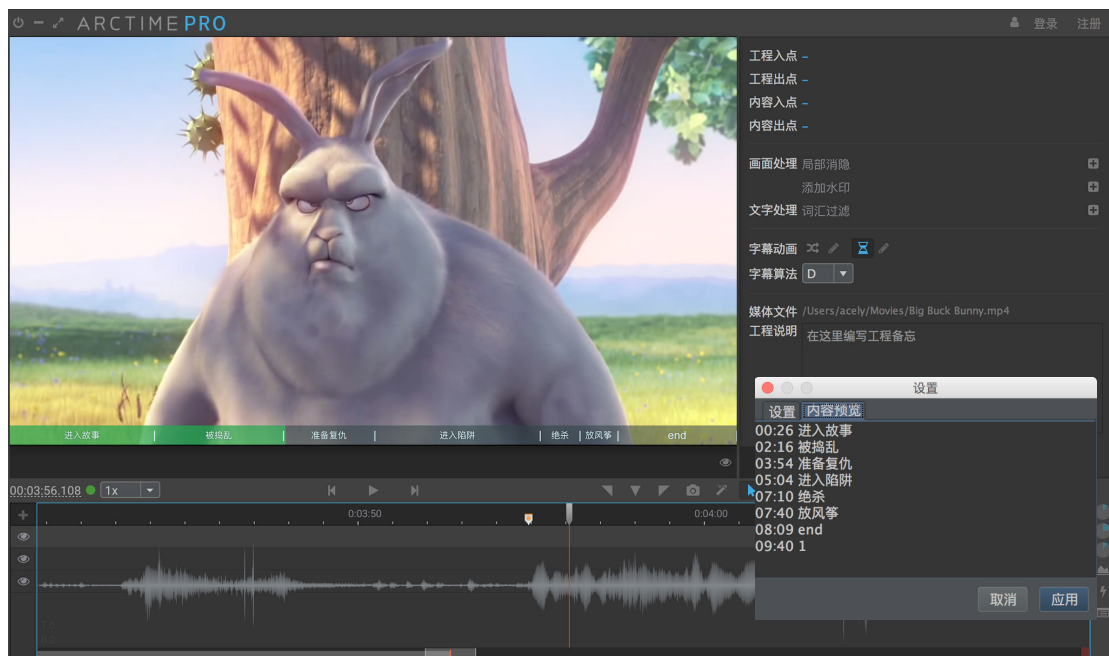 ARCTIME PRO
登录 注册
工程入点 –
工程出点 –
内容入点 –
内容出点 –
画面处理 局部消隐
添加水印
文字处理 词汇过滤
字幕动画
字幕算法 D
媒体文件 /Users/acely/Movies/Big Buck Bunny.mp4
工程说明 在这里编写工程备忘
进入故事 | 被捣乱 | 准备复仇 | 进入陷阱 | 绝杀 | 放风筝 | end
设置
设置 内容预览
00:26 进入故事
02:16 被捣乱
03:54 准备复仇
05:04 进入陷阱
07:10 绝杀
07:40 放风筝
08:09 end
09:40 1
取消 应用
00:03:56.108 1x
0:03:50 0:04:00